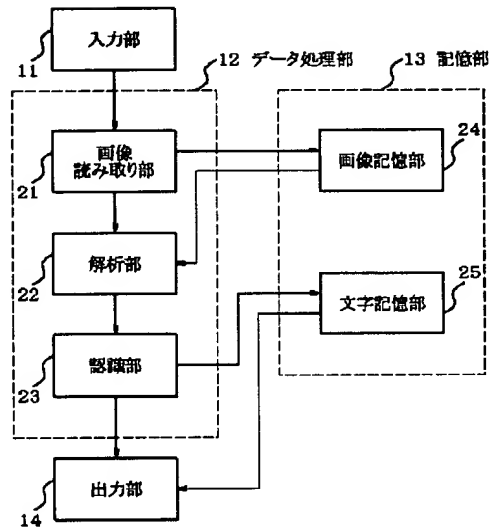 入力部
11
12 データ処理部
13 記憶部
画像
読み取り部
21
24
画像記憶部
解析部
22
25
文字記憶部
認識部
23
出力部
14